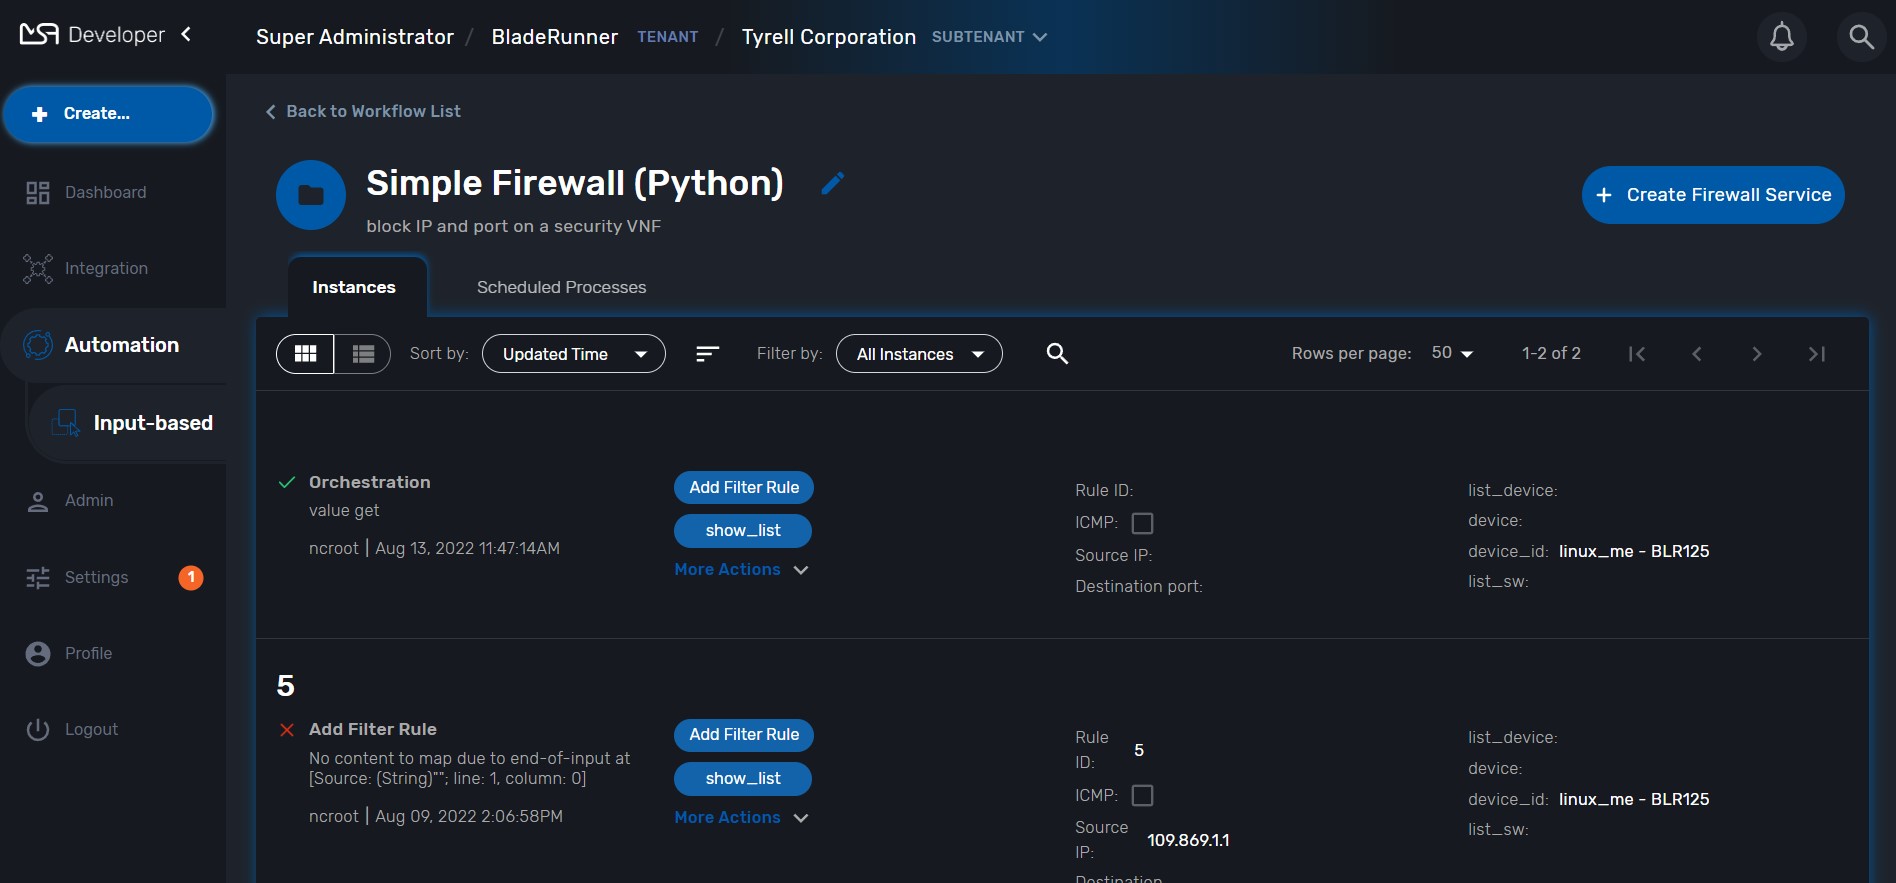 MSA Developer
Super Administrator / BladeRunner TENANT / Tyrell Corporation SUBTENANT
Create...
Back to Workflow List
Dashboard
Simple Firewall (Python)
Create Firewall Service
block IP and port on a security VNF
Integration
Instances
Scheduled Processes
Automation
Sort by: Updated Time
Filter by: All Instances
Rows per page: 50
1-2 of 2
Input-based
Orchestration
value get
ncroot | Aug 13, 2022 11:47:14AM
Add Filter Rule
show_list
More Actions
Rule ID:
ICMP:
Source IP:
Destination port:
list_device:
device:
device_id: linux_me - BLR125
list_sw:
Admin
Settings 1
Profile
Logout
5
Add Filter Rule
No content to map due to end-of-input at
[Source: (String)""; line: 1, column: 0]
ncroot | Aug 09, 2022 2:06:58PM
Add Filter Rule
show_list
More Actions
Rule
ID: 5
ICMP:
Source
IP: 109.869.1.1
Destination
list_device:
device:
device_id: linux_me - BLR125
list_sw: